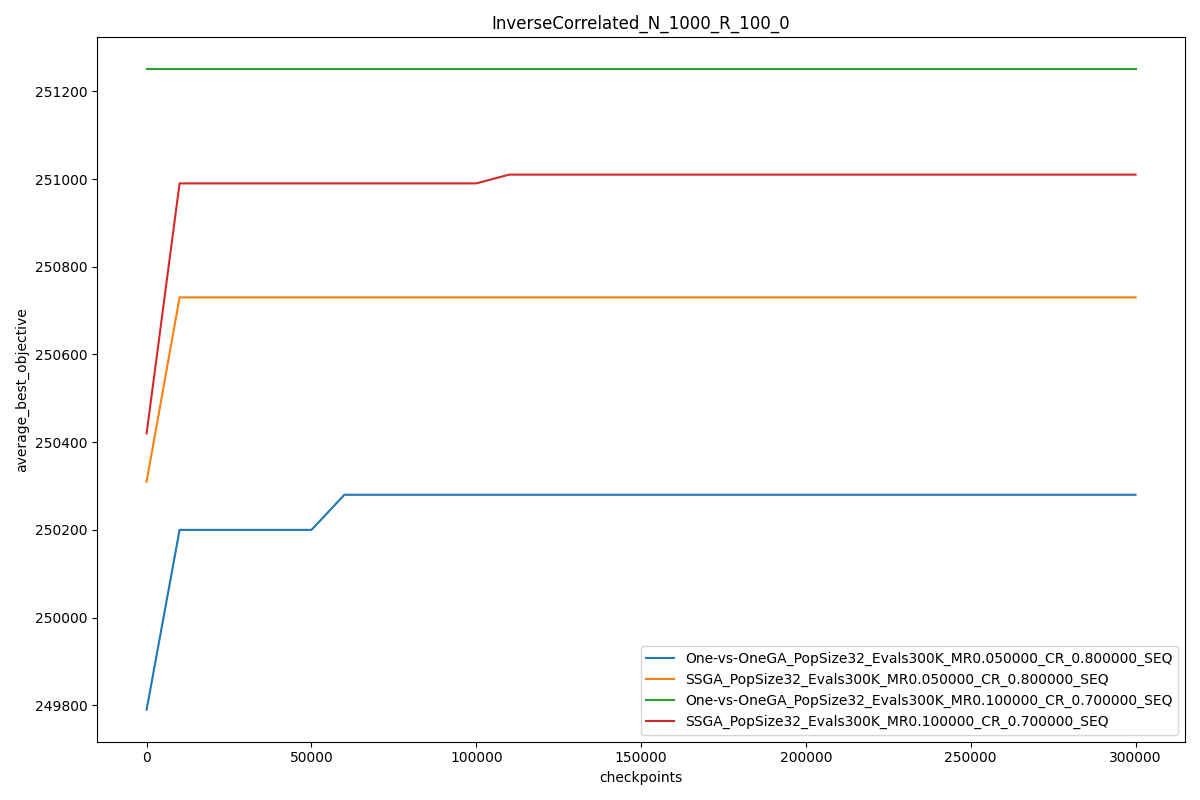 InverseCorrelated_N_1000_R_100_0
average_best_objective
251200
251000
250800
250600
250400
250200
250000
249800
0
50000
100000
150000
200000
250000
300000
checkpoints
One-vs-OneGA_PopSize32_Evals300K_MR0.050000_CR_0.800000_SEQ
SSGA_PopSize32_Evals300K_MR0.050000_CR_0.800000_SEQ
One-vs-OneGA_PopSize32_Evals300K_MR0.100000_CR_0.700000_SEQ
SSGA_PopSize32_Evals300K_MR0.100000_CR_0.700000_SEQ